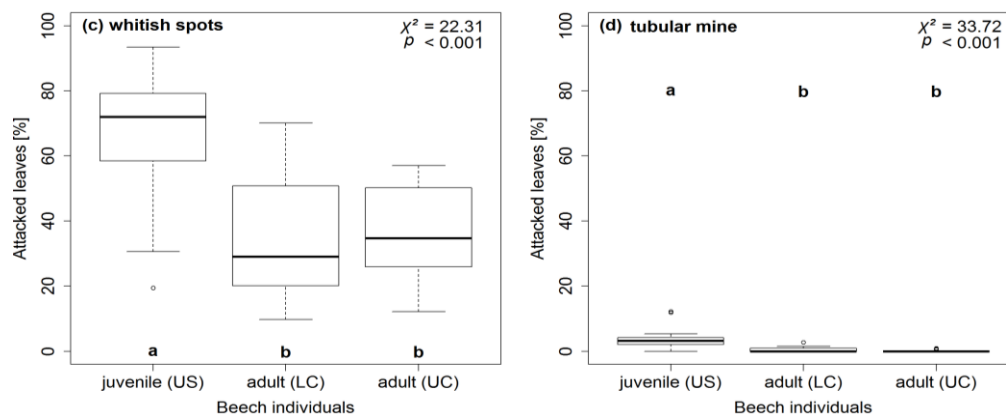 (c) whitish spots
χ² = 22.31
p < 0.001
Attacked leaves [%]
100
80
60
40
20
0
a b b
juvenile (US) adult (LC) adult (UC)
Beech individuals
(d) tubular mine
χ² = 33.72
p < 0.001
Attacked leaves [%]
100
80
60
40
20
0
a b b
juvenile (US) adult (LC) adult (UC)
Beech individuals